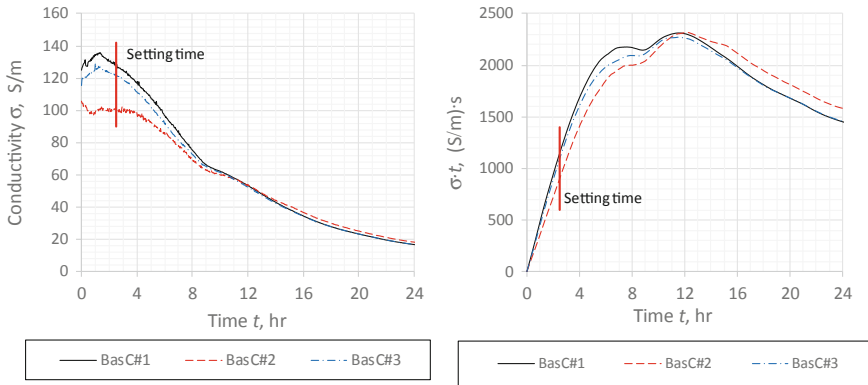 Conductivity σ, S/m
160
140
120
100
80
60
40
20
0
Setting time
0 4 8 12 16 20 24
Time t, hr
BasC#1 BasC#2 BasC#3
σ·t, (S/m)·s
2500
2000
1500
1000
500
0
Setting time
0 4 8 12 16 20 24
Time t, hr
BasC#1 BasC#2 BasC#3